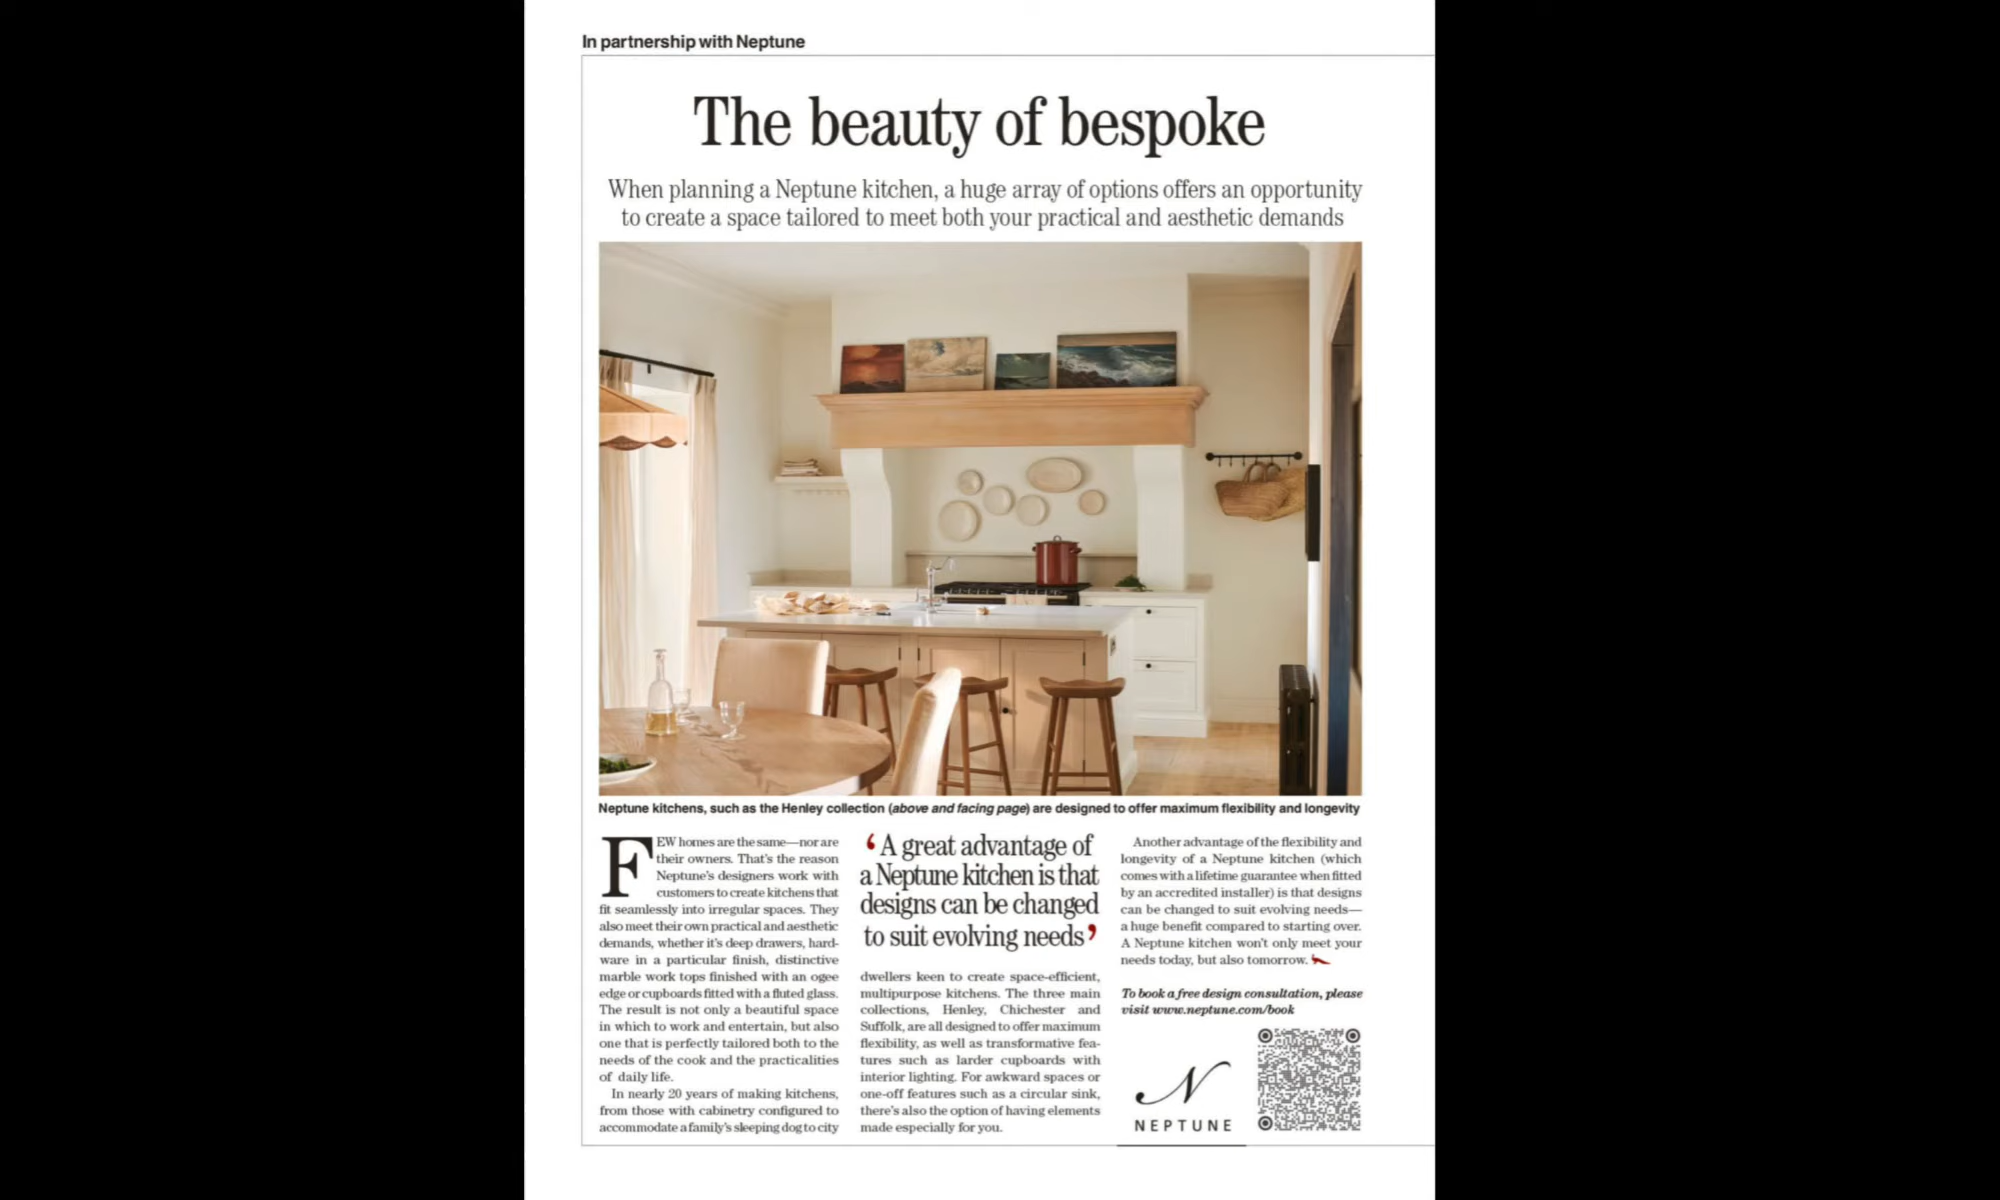 In partnership with Neptune
The beauty of bespoke
When planning a Neptune kitchen, a huge array of options offers an opportunity
to create a space tailored to meet both your practical and aesthetic demands
Neptune kitchens, such as the Henley collection (above and facing page) are designed to offer maximum flexibility and longevity
FEW homes are the same—nor are
their owners. That's the reason
Neptune's designers work with
customers to create kitchens that
fit seamlessly into irregular spaces. They
also meet their own practical and aesthetic
demands, whether it's deep drawers, hard-
ware in a particular finish, distinctive
marble work tops finished with an ogee
edge or cupboards fitted with a fluted glass.
The result is not only a beautiful space
in which to work and entertain, but also
one that is perfectly tailored both to the
needs of the cook and the practicalities
of daily life.
In nearly 20 years of making kitchens,
from those with cabinetry configured to
accommodate a family's sleeping dog to city
‘A great advantage of
a Neptune kitchen is that
designs can be changed
to suit evolving needs’
dwellers keen to create space-efficient,
multipurpose kitchens. The three main
collections, Henley, Chichester and
Suffolk, are all designed to offer maximum
flexibility, as well as transformative fea-
tures such as larder cupboards with
interior lighting. For awkward spaces or
one-off features such as a circular sink,
there's also the option of having elements
made especially for you.
Another advantage of the flexibility and
longevity of a Neptune kitchen (which
comes with a lifetime guarantee when fitted
by an accredited installer) is that designs
can be changed to suit evolving needs—
a huge benefit compared to starting over.
A Neptune kitchen won't only meet your
needs today, but also tomorrow.
To book a free design consultation, please
visit www.neptune.com/book
N
NEPTUNE